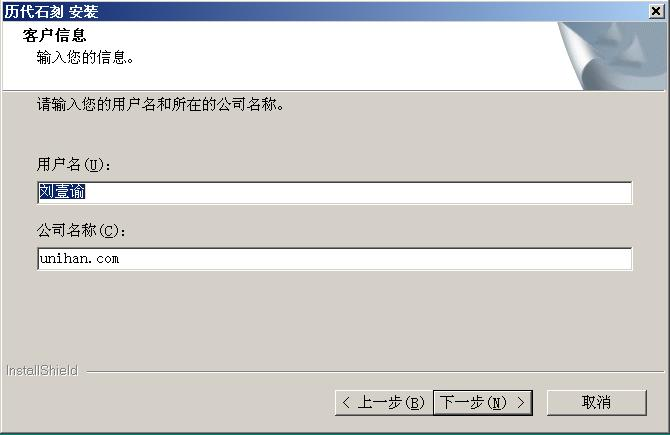 历代石刻 安装
客户信息
输入您的信息。
请输入您的用户名和所在的公司名称。
用户名(U):
刘壹谕
公司名称(C):
unihan.com
InstallShield
< 上一步(B) 下一步(N) > 取消